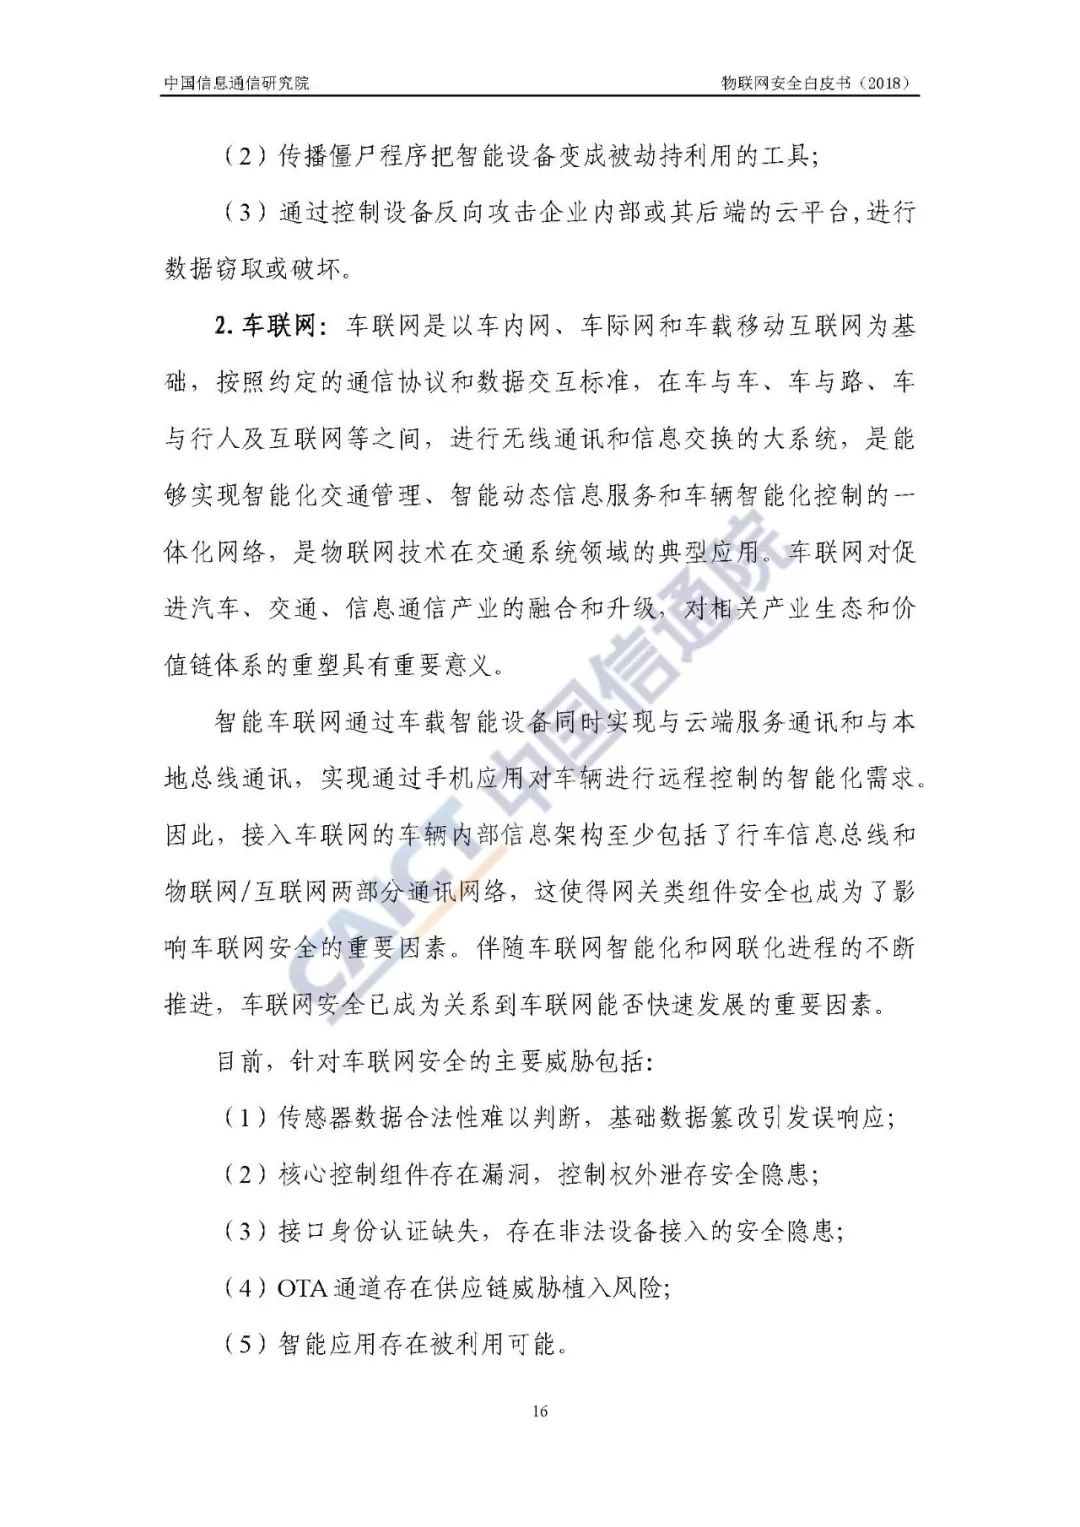 中国信息通信研究院 物联网安全白皮书（2018）
（2）传播僵尸程序把智能设备变成被劫持利用的工具；
（3）通过控制设备反向攻击企业内部或其后端的云平台，进行
数据窃取或破坏。
2. 车联网：车联网是以车内网、车际网和车载移动互联网为基
础，按照约定的通信协议和数据交互标准，在车与车、车与路、车
与行人及互联网等之间，进行无线通讯和信息交换的大系统，是能
够实现智能化交通管理、智能动态信息服务和车辆智能化控制的一
体化网络，是物联网技术在交通系统领域的典型应用。车联网对促
进汽车、交通、信息通信产业的融合和升级，对相关产业生态和价
值链体系的重塑具有重要意义。
智能车联网通过车载智能设备同时实现与云端服务通讯和与本
地总线通讯，实现通过手机应用对车辆进行远程控制的智能化需求。
因此，接入车联网的车辆内部信息架构至少包括了行车信息总线和
物联网/互联网两部分通讯网络，这使得网关类组件安全也成为了影
响车联网安全的重要因素。伴随车联网智能化和网联化进程的不断
推进，车联网安全已成为关系到车联网能否快速发展的重要因素。
目前，针对车联网安全的主要威胁包括：
（1）传感器数据合法性难以判断，基础数据篡改引发误响应；
（2）核心控制组件存在漏洞，控制权外泄存安全隐患；
（3）接口身份认证缺失，存在非法设备接入的安全隐患；
（4）OTA 通道存在供应链威胁植入风险；
（5）智能应用存在被利用可能。
16
CAICT 中国信通院